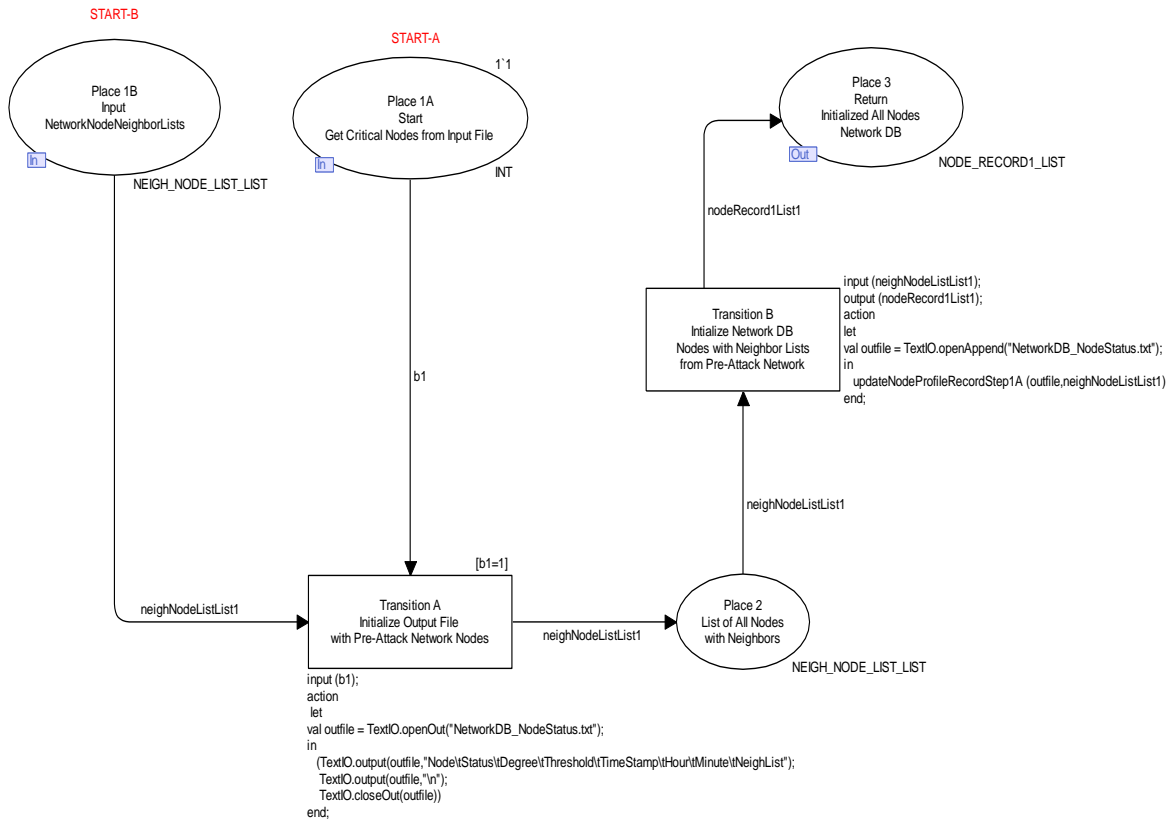 START-B
Place 1B
Input
NetworkNodeNeighborLists
In
NEIGH_NODE_LIST_LIST
START-A
1`1
Place 1A
Start
Get Critical Nodes from Input File
In
INT
Place 3
Return
Initialized All Nodes
Network DB
Out
NODE_RECORD1_LIST
nodeRecord1List1
Transition B
Intialize Network DB
Nodes with Neighbor Lists
from Pre-Attack Network
input (neighNodeListList1);
output (nodeRecord1List1);
action
let
val outfile = TextIO.openAppend("NetworkDB_NodeStatus.txt");
in
updateNodeProfileRecordStep1A (outfile,neighNodeListList1)
end;
b1
neighNodeListList1
[b1=1]
neighNodeListList1
Transition A
Initialize Output File
with Pre-Attack Network Nodes
neighNodeListList1
Place 2
List of All Nodes
with Neighbors
NEIGH_NODE_LIST_LIST
input (b1);
action
let
val outfile = TextIO.openOut("NetworkDB_NodeStatus.txt");
in
(TextIO.output(outfile,"Node\tStatus\tDegree\tThreshold\tTimeStamp\tHour\tMinute\tNeighList");
TextIO.output(outfile,"\n");
TextIO.closeOut(outfile))
end;